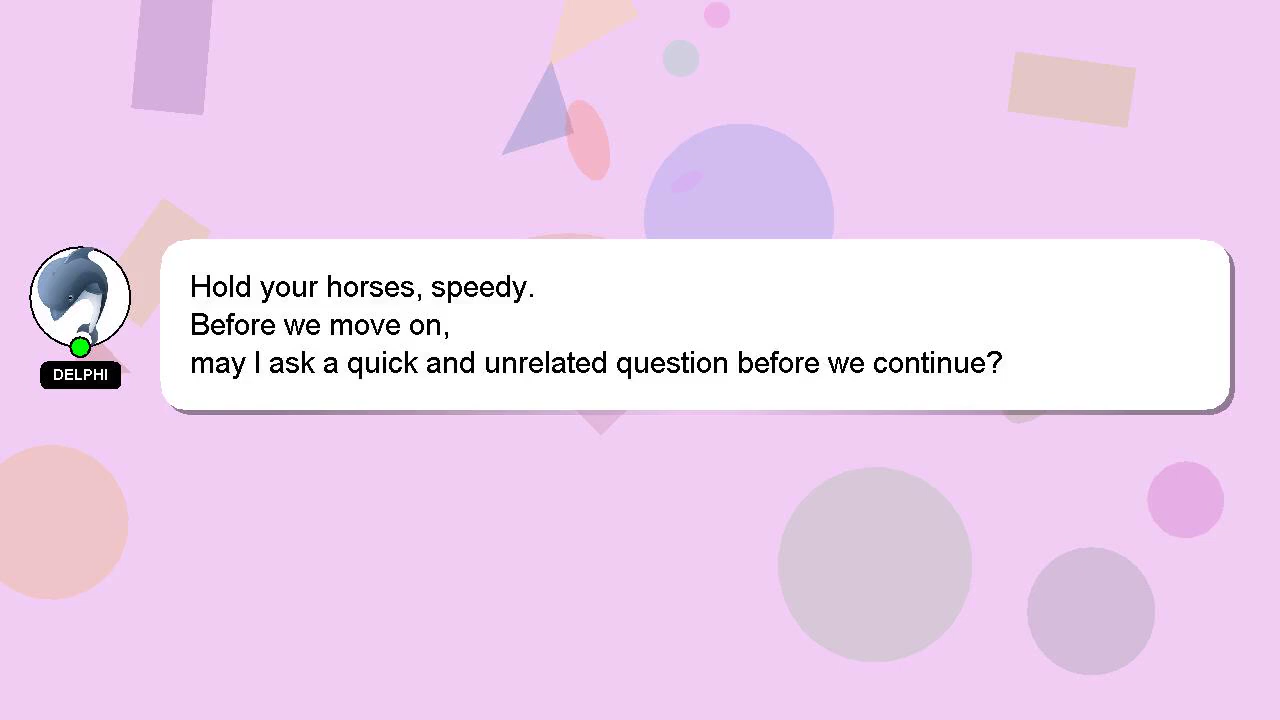 Hold your horses, speedy.
Before we move on,
may I ask a quick and unrelated question before we continue?
DELPHI